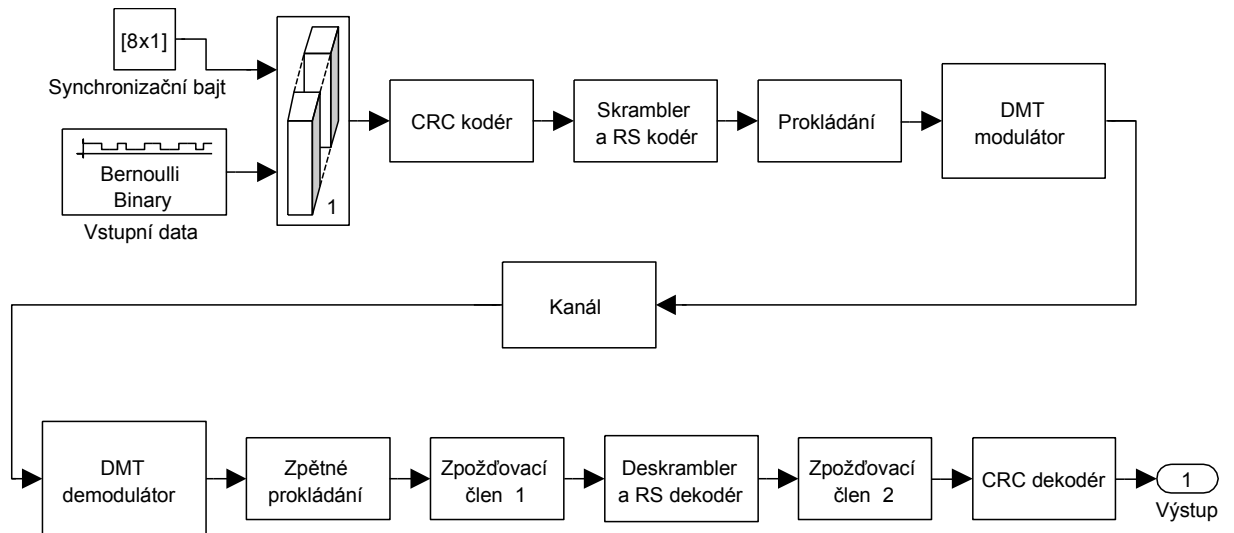 [8x1]
Synchronizační bajt
Bernoulli
Binary
Vstupní data
1
CRC kodér
Skrambler
a RS kodér
Prokládání
DMT
modulátor
Kanál
DMT
demodulátor
Zpětné
prokládání
Zpožďovací
člen 1
Deskrambler
a RS dekodér
Zpožďovací
člen 2
CRC dekodér
1
Výstup